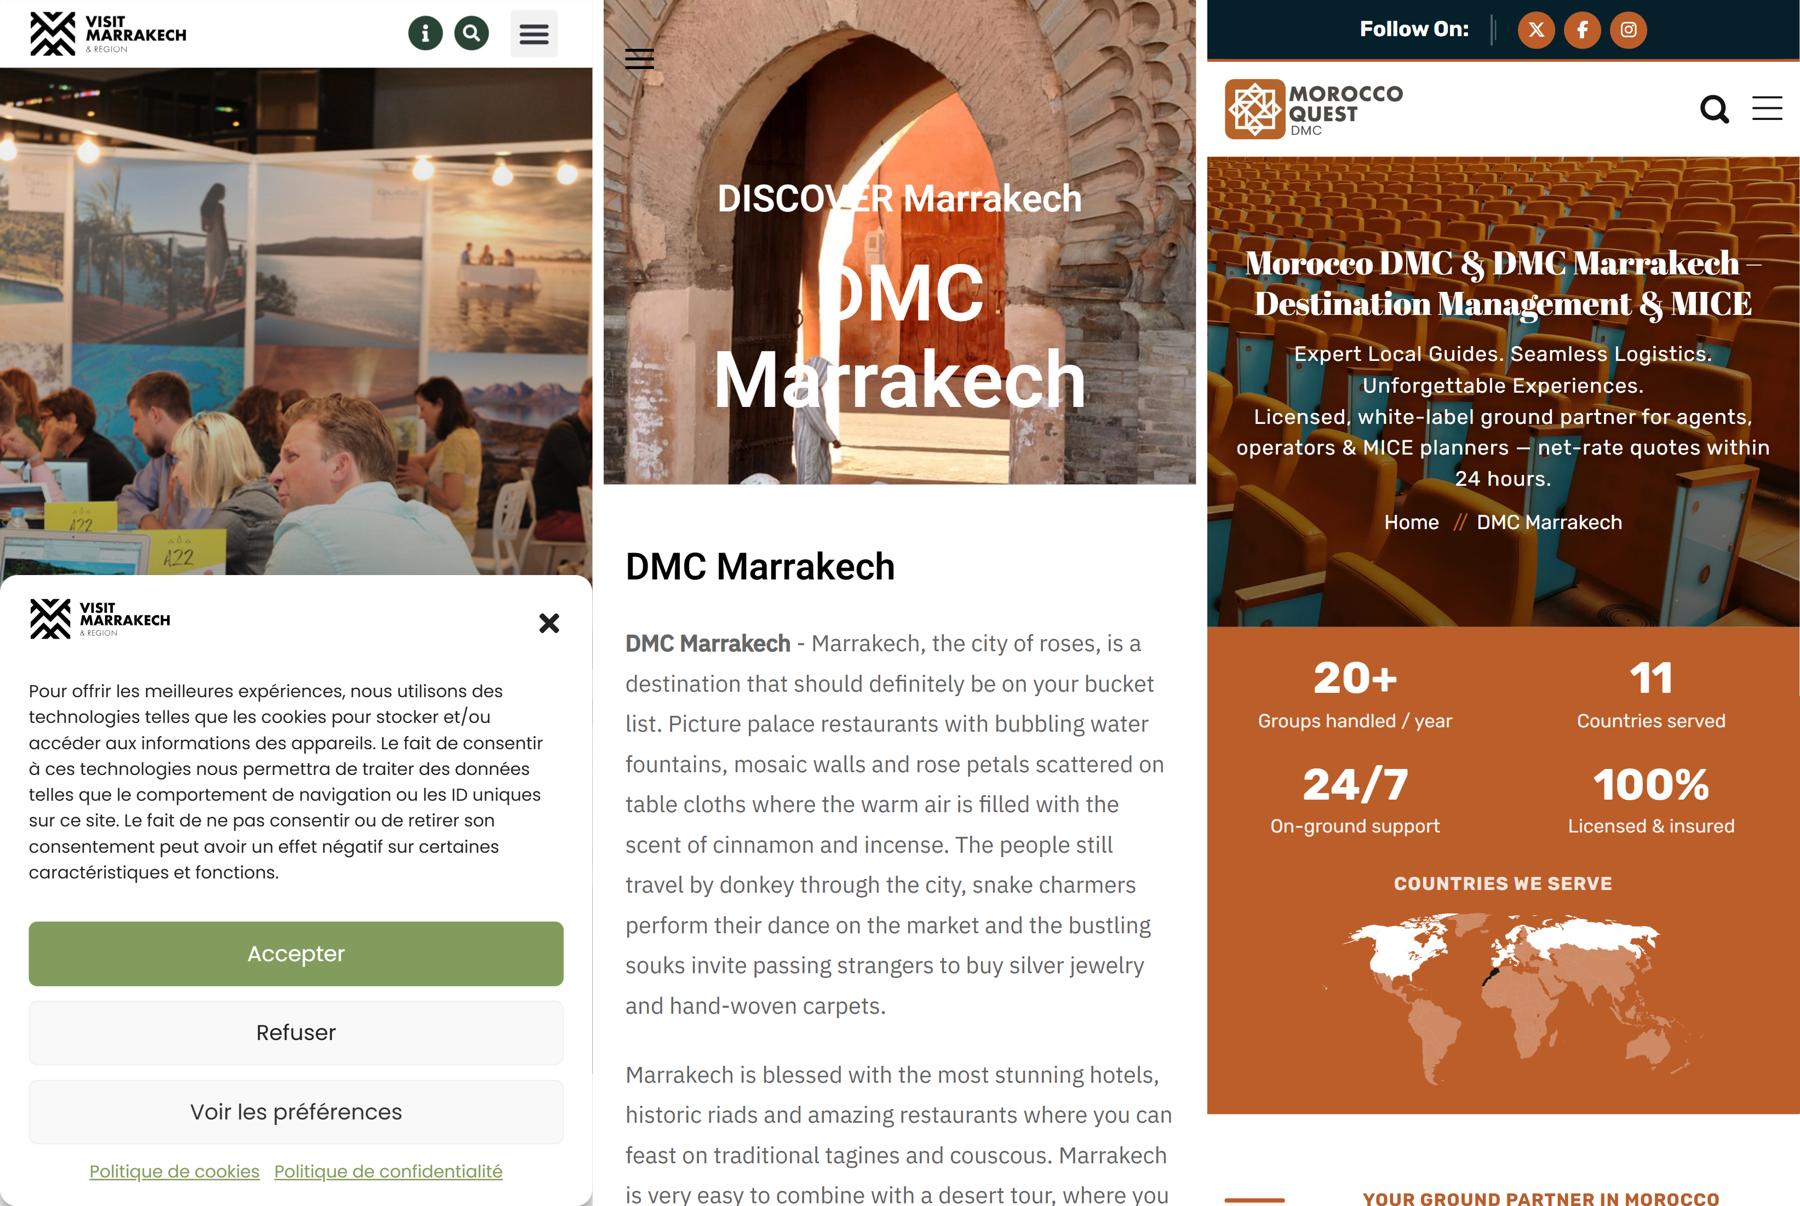 VISIT
MARRAKECH
& RÉGION
A22
A22
VISIT
MARRAKECH
& RÉGION
Pour offrir les meilleures expériences, nous utilisons des
technologies telles que les cookies pour stocker et/ou
accéder aux informations des appareils. Le fait de consentir
à ces technologies nous permettra de traiter des données
telles que le comportement de navigation ou les ID uniques
sur ce site. Le fait de ne pas consentir ou de retirer son
consentement peut avoir un effet négatif sur certaines
caractéristiques et fonctions.
Accepter
Refuser
Voir les préférences
Politique de cookies Politique de confidentialité
DISCOVER Marrakech
DMC
Marrakech
DMC Marrakech
DMC Marrakech - Marrakech, the city of roses, is a
destination that should definitely be on your bucket
list. Picture palace restaurants with bubbling water
fountains, mosaic walls and rose petals scattered on
table cloths where the warm air is filled with the
scent of cinnamon and incense. The people still
travel by donkey through the city, snake charmers
perform their dance on the market and the bustling
souks invite passing strangers to buy silver jewelry
and hand-woven carpets.
Marrakech is blessed with the most stunning hotels,
historic riads and amazing restaurants where you can
feast on traditional tagines and couscous. Marrakech
is very easy to combine with a desert tour, where you
Follow On:
MOROCCO
QUEST
DMC
Morocco DMC & DMC Marrakech –
Destination Management & MICE
Expert Local Guides. Seamless Logistics.
Unforgettable Experiences.
Licensed, white-label ground partner for agents,
operators & MICE planners — net-rate quotes within
24 hours.
Home // DMC Marrakech
20+
Groups handled / year
11
Countries served
24/7
On-ground support
100%
Licensed & insured
COUNTRIES WE SERVE
YOUR GROUND PARTNER IN MOROCCO